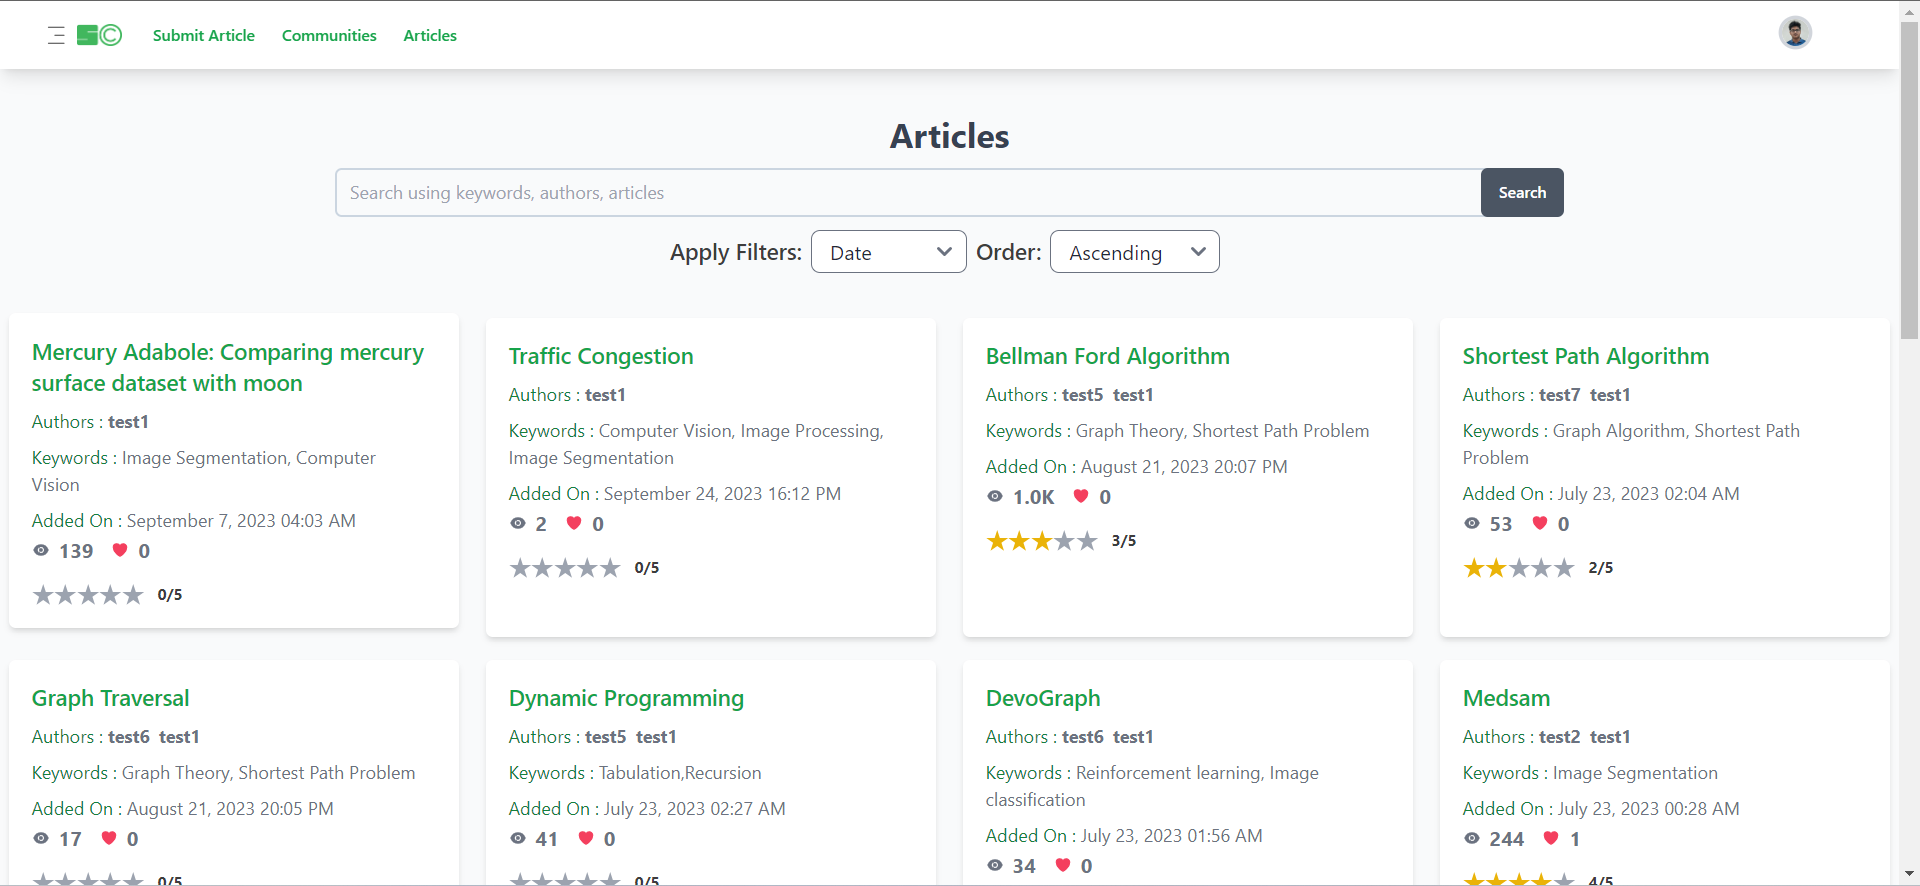 SC Submit Article Communities Articles
Articles
Search using keywords, authors, articles Search
Apply Filters: Date Order: Ascending
Mercury Adabole: Comparing mercury
surface dataset with moon
Authors : test1
Keywords : Image Segmentation, Computer
Vision
Added On : September 7, 2023 04:03 AM
139 0
0/5
Traffic Congestion
Authors : test1
Keywords : Computer Vision, Image Processing,
Image Segmentation
Added On : September 24, 2023 16:12 PM
2 0
0/5
Bellman Ford Algorithm
Authors : test5 test1
Keywords : Graph Theory, Shortest Path Problem
Added On : August 21, 2023 20:07 PM
1.0K 0
3/5
Shortest Path Algorithm
Authors : test7 test1
Keywords : Graph Algorithm, Shortest Path
Problem
Added On : July 23, 2023 02:04 AM
53 0
2/5
Graph Traversal
Authors : test6 test1
Keywords : Graph Theory, Shortest Path Problem
Added On : August 21, 2023 20:05 PM
17 0
0/5
Dynamic Programming
Authors : test5 test1
Keywords : Tabulation,Recursion
Added On : July 23, 2023 02:27 AM
41 0
0/5
DevoGraph
Authors : test6 test1
Keywords : Reinforcement learning, Image
classification
Added On : July 23, 2023 01:56 AM
34 0
Medsam
Authors : test2 test1
Keywords : Image Segmentation
Added On : July 23, 2023 00:28 AM
244 1
4/5